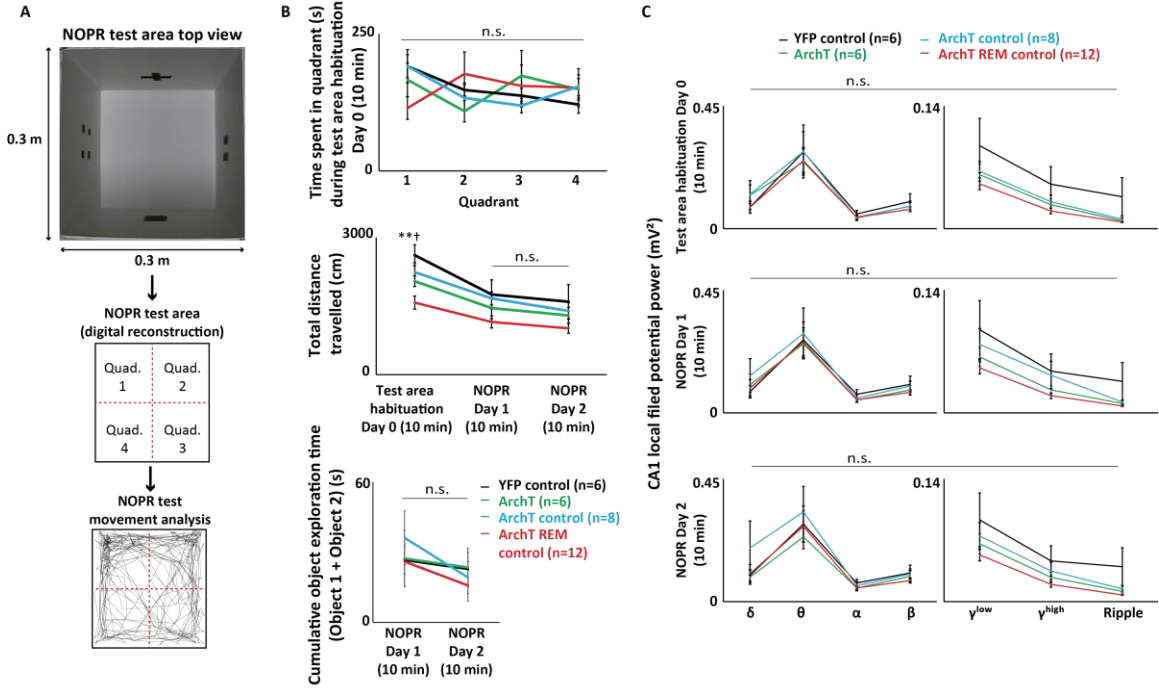 A
NOPR test area top view
0.3 m
0.3 m
NOPR test area
(digital reconstruction)
Quad.
1
Quad.
2
Quad.
4
Quad.
3
NOPR test
movement analysis
B
Time spent in quadrant (s)
during test area habituation
Day 0 (10 min)
250
0
n.s.
1 2 3 4
Quadrant
Total distance
travelled (cm)
3000
0
**†
n.s.
Test area
habituation
Day 0 (10 min)
NOPR
Day 1
(10 min)
NOPR
Day 2
(10 min)
Cumulative object exploration time
(Object 1 + Object 2) (s)
60
0
n.s.
YFP control (n=6)
ArchT (n=6)
ArchT control (n=8)
ArchT REM
control (n=12)
NOPR
Day 1
(10 min)
NOPR
Day 2
(10 min)
C
YFP control (n=6)
ArchT (n=6)
ArchT control (n=8)
ArchT REM control (n=12)
CA1 local filed potential power (mV²)
Test area habituation Day 0
(10 min)
n.s.
0.45
0
0.14
NOPR Day 1
(10 min)
n.s.
0.45
0
0.14
NOPR Day 2
(10 min)
n.s.
0.45
0
0.14
δ θ α β
γlow γhigh Ripple